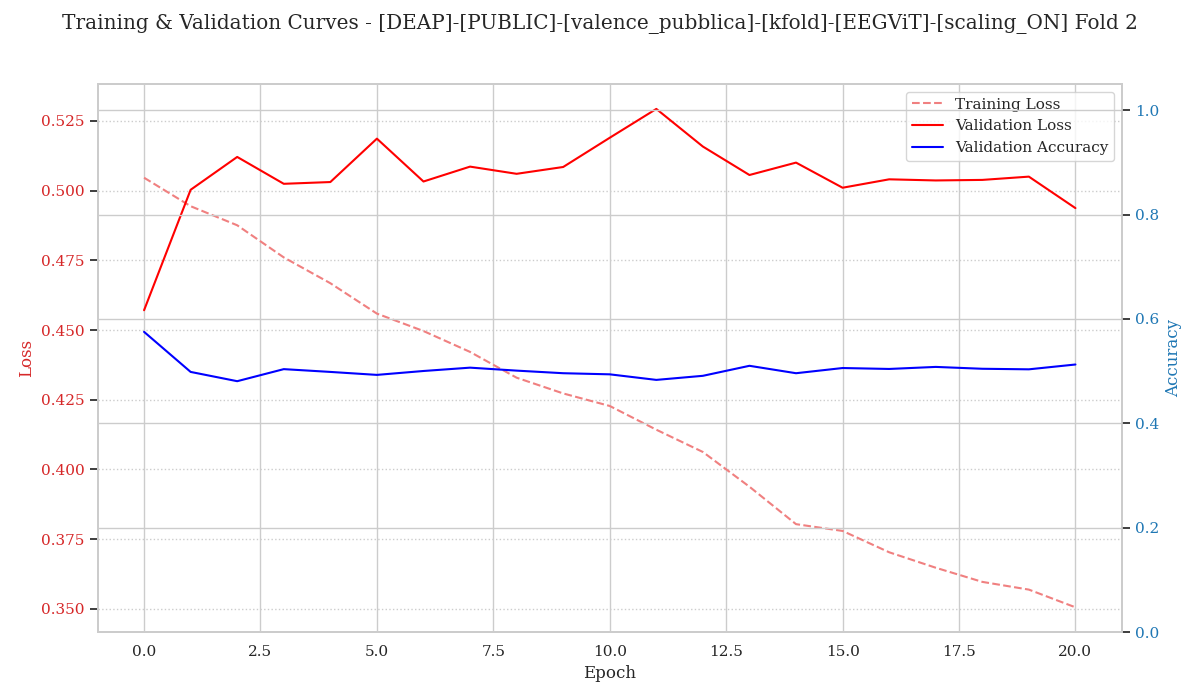 Training & Validation Curves - [DEAP]-[PUBLIC]-[valence_pubblica]-[kfold]-[EEGViT]-[scaling_ON] Fold 2
Training Loss
Validation Loss
Validation Accuracy
0.525
0.500
0.475
0.450
0.425
0.400
0.375
0.350
Loss
1.0
0.8
0.6
0.4
0.2
0.0
Accuracy
0.0 2.5 5.0 7.5 10.0 12.5 15.0 17.5 20.0
Epoch